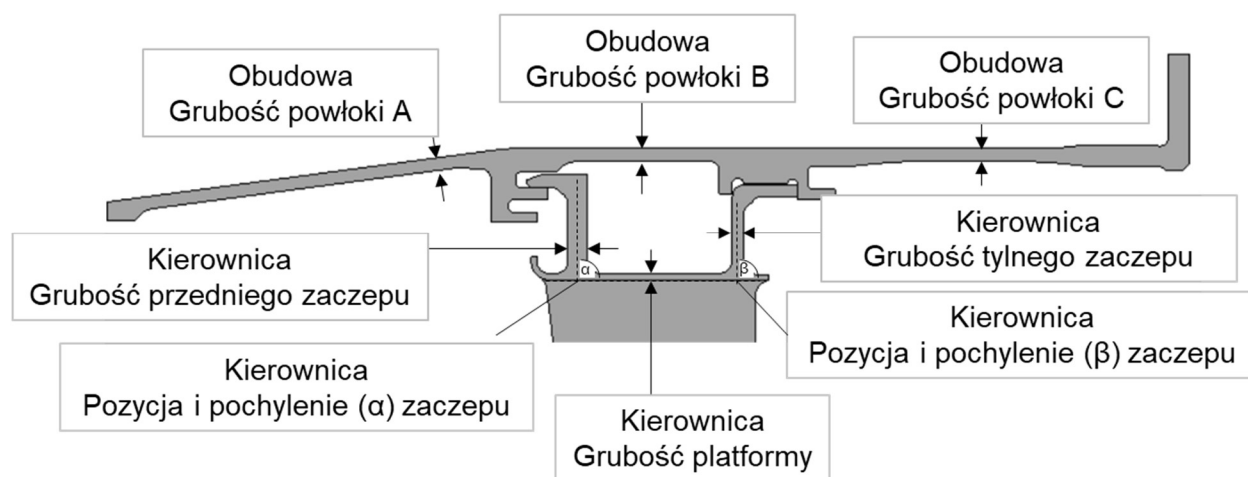 Obudowa
Grubość powłoki A
Obudowa
Grubość powłoki B
Obudowa
Grubość powłoki C
Kierownica
Grubość przedniego zaczepu
α
β
Kierownica
Grubość tylnego zaczepu
Kierownica
Pozycja i pochylenie (α) zaczepu
Kierownica
Grubość platformy
Kierownica
Pozycja i pochylenie (β) zaczepu